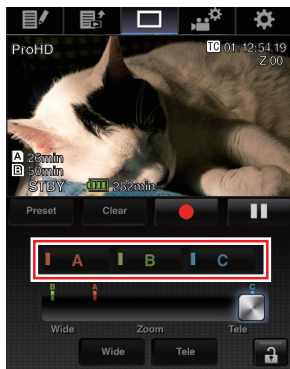 ProHD
TC 01:12:54.19
Z 00
A 26min
B 50min
STBY 282min
Preset Clear
A B C
B A C
Wide Zoom Tele
Wide Tele